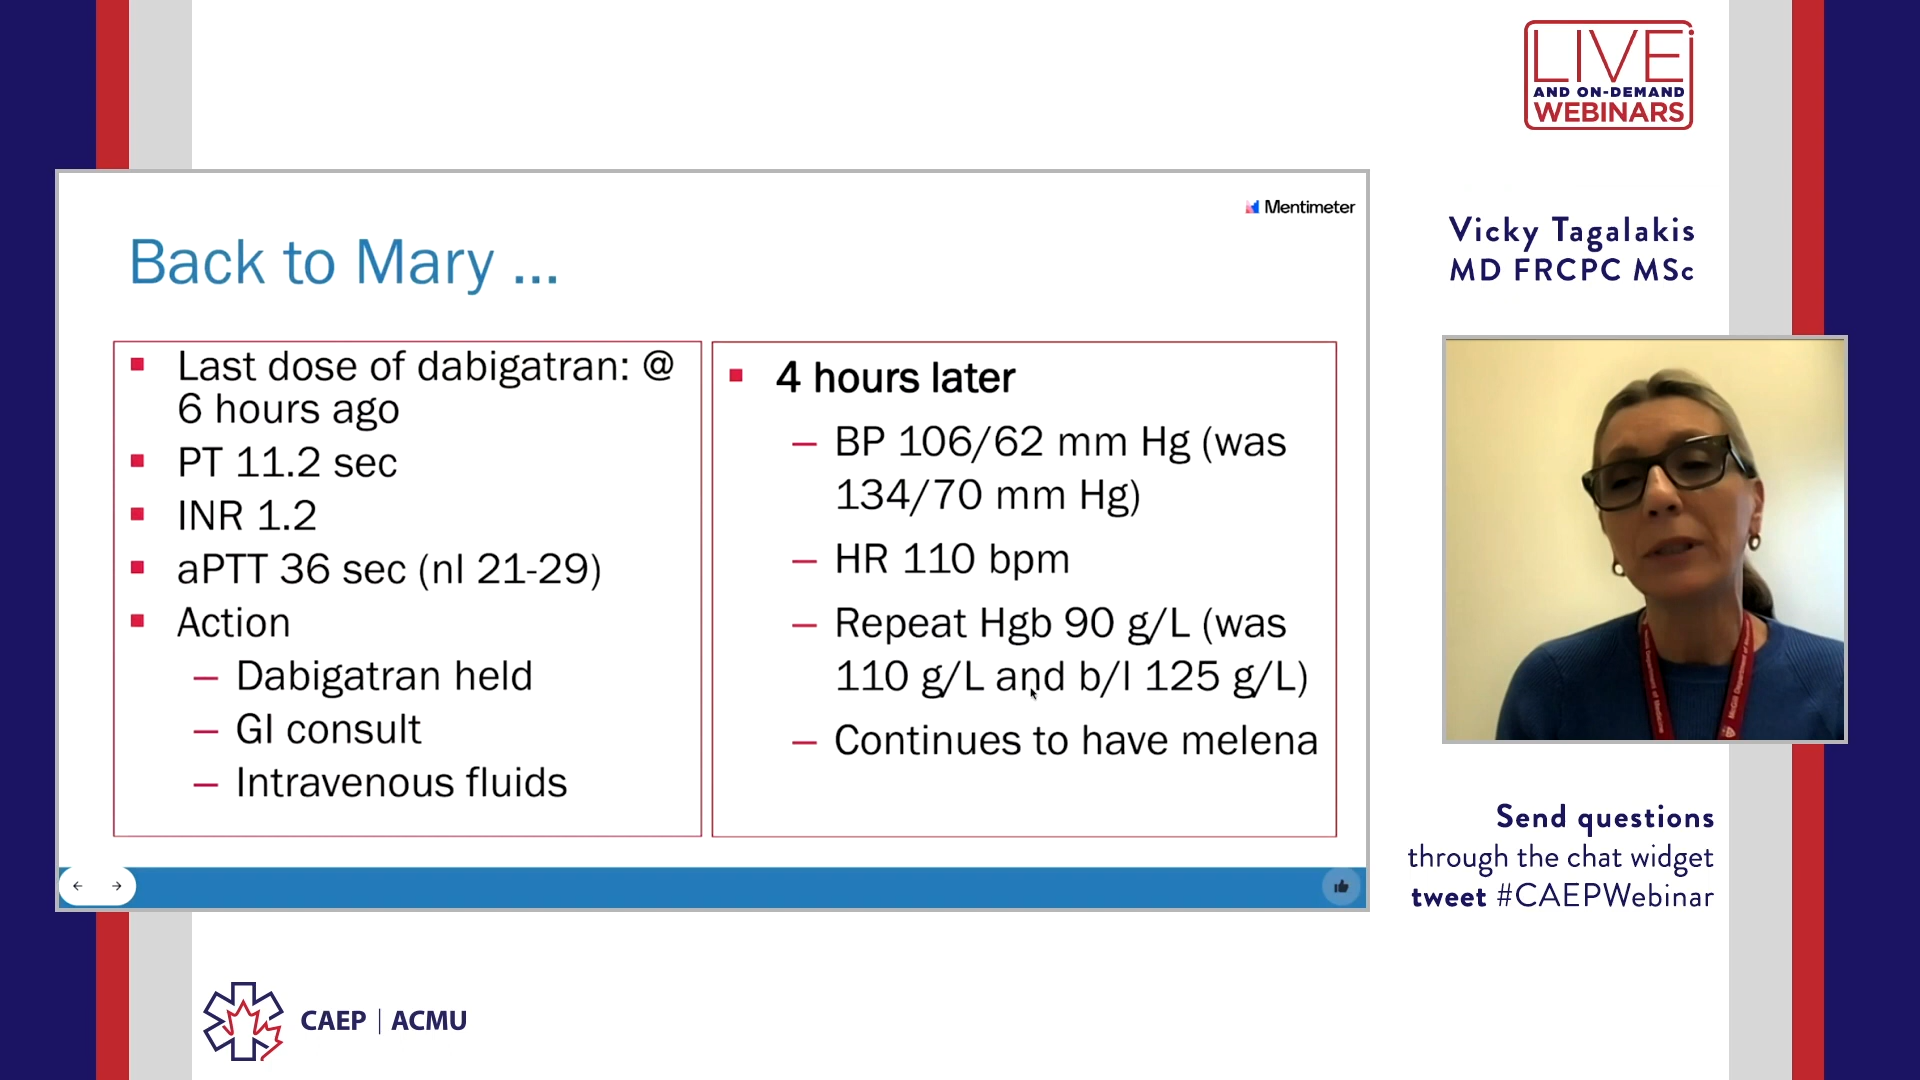 LIVE
AND ON-DEMAND
WEBINARS
Mentimeter
Back to Mary ...
▪ Last dose of dabigatran: @
6 hours ago
▪ PT 11.2 sec
▪ INR 1.2
▪ aPTT 36 sec (nl 21-29)
▪ Action
– Dabigatran held
– GI consult
– Intravenous fluids
▪ 4 hours later
– BP 106/62 mm Hg (was
134/70 mm Hg)
– HR 110 bpm
– Repeat Hgb 90 g/L (was
110 g/L and b/l 125 g/L)
– Continues to have melena
Vicky Tagalakis
MD FRCPC MSc
Send questions
through the chat widget
tweet #CAEPWebinar
CAEP | ACMU